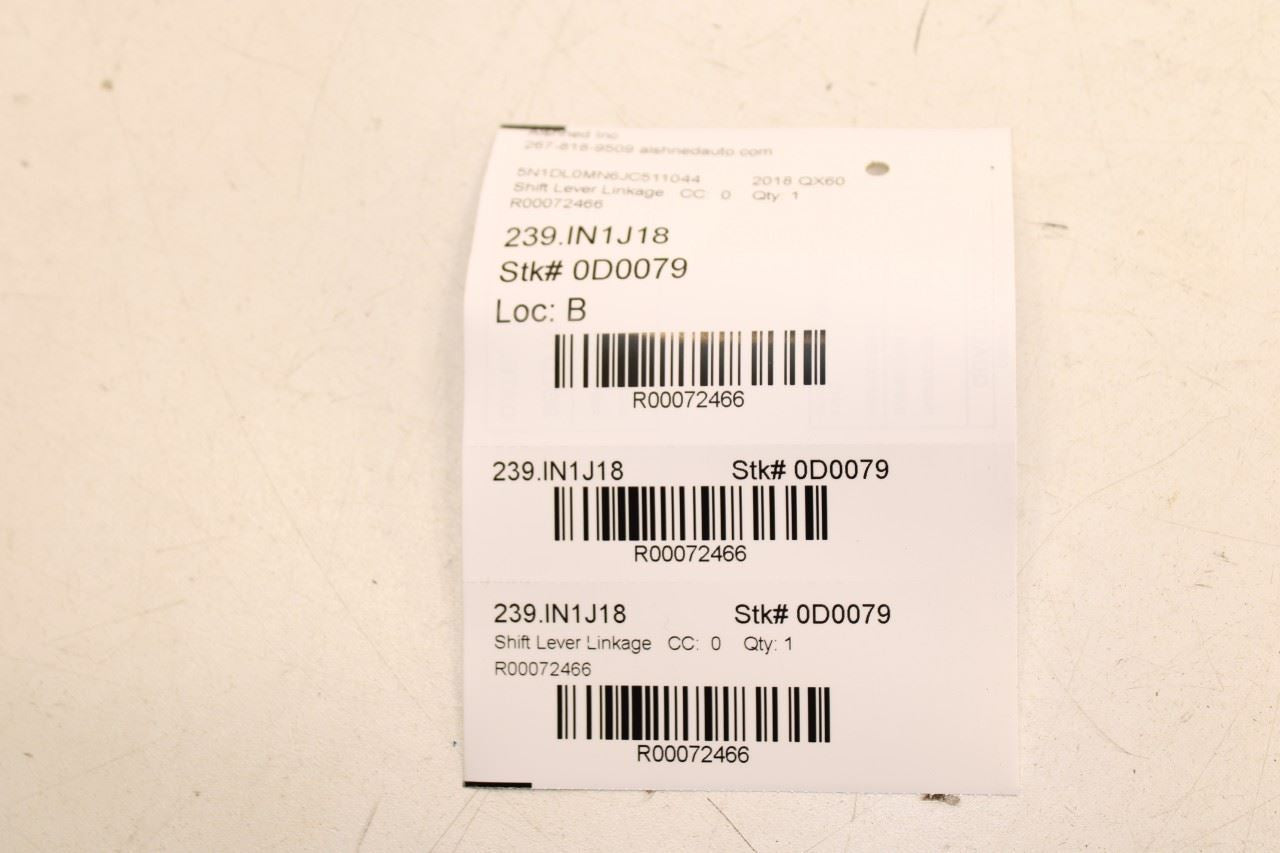 Alshned Inc
267-818-9509 alshnedauto.com
5N1DL0MN6JC511044 2018 QX60
Shift Lever Linkage CC: 0 Qty: 1
R00072466
239.IN1J18
Stk# 0D0079
Loc: B
R00072466
239.IN1J18 Stk# 0D0079
R00072466
239.IN1J18 Stk# 0D0079
Shift Lever Linkage CC: 0 Qty: 1
R00072466
R00072466